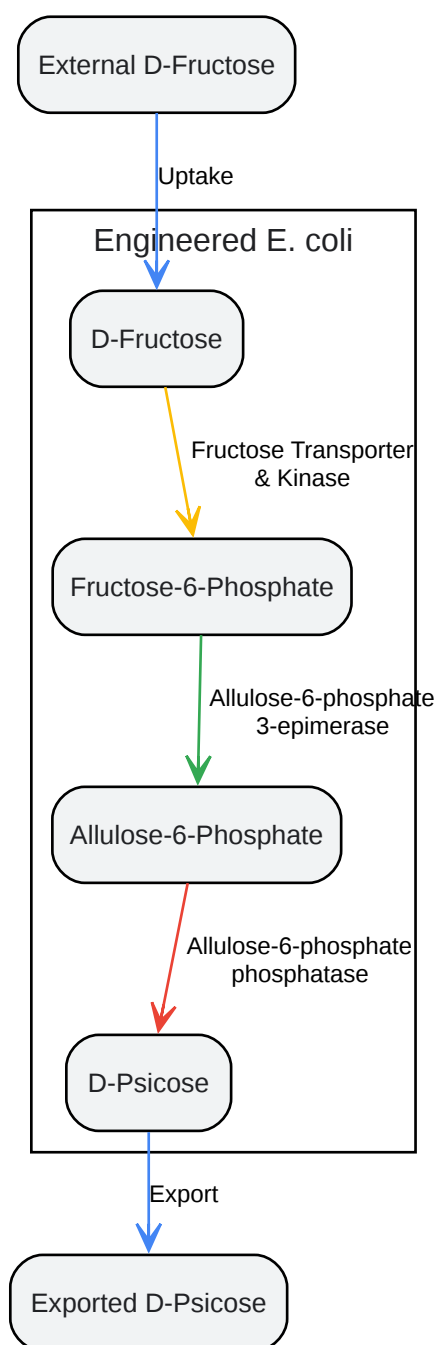 External D-Fructose
Uptake
Engineered E. coli
D-Fructose
Fructose Transporter
& Kinase
Fructose-6-Phosphate
Allulose-6-phosphate
3-epimerase
Allulose-6-Phosphate
Allulose-6-phosphate
phosphatase
D-Psicose
Export
Exported D-Psicose